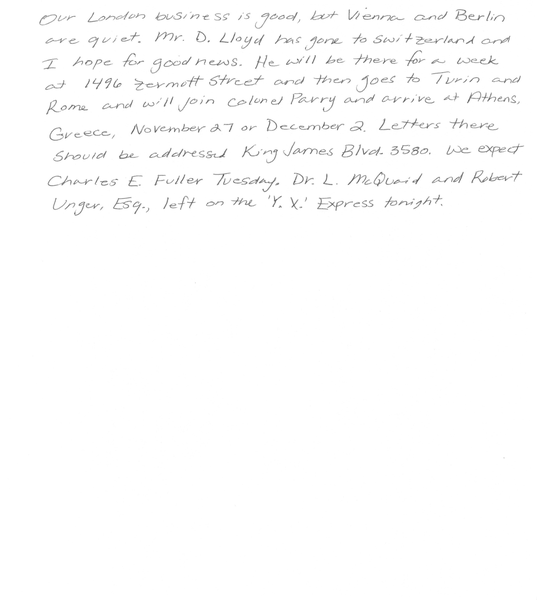 Our London business is good, but Vienna and Berlin
are quiet. Mr. D. Lloyd has gone to Switzerland and
I hope for good news. He will be there for a week
at 1496 Zermott Street and then goes to Turin and
Rome and will join Colonel Parry and arrive at Athens,
Greece, November 27 or December 2. Letters there
should be addressed King James Blvd. 3580. We expect
Charles E. Fuller Tuesday. Dr. L. McQuaid and Robert
Unger, Esq., left on the 'Y. X.' Express tonight.